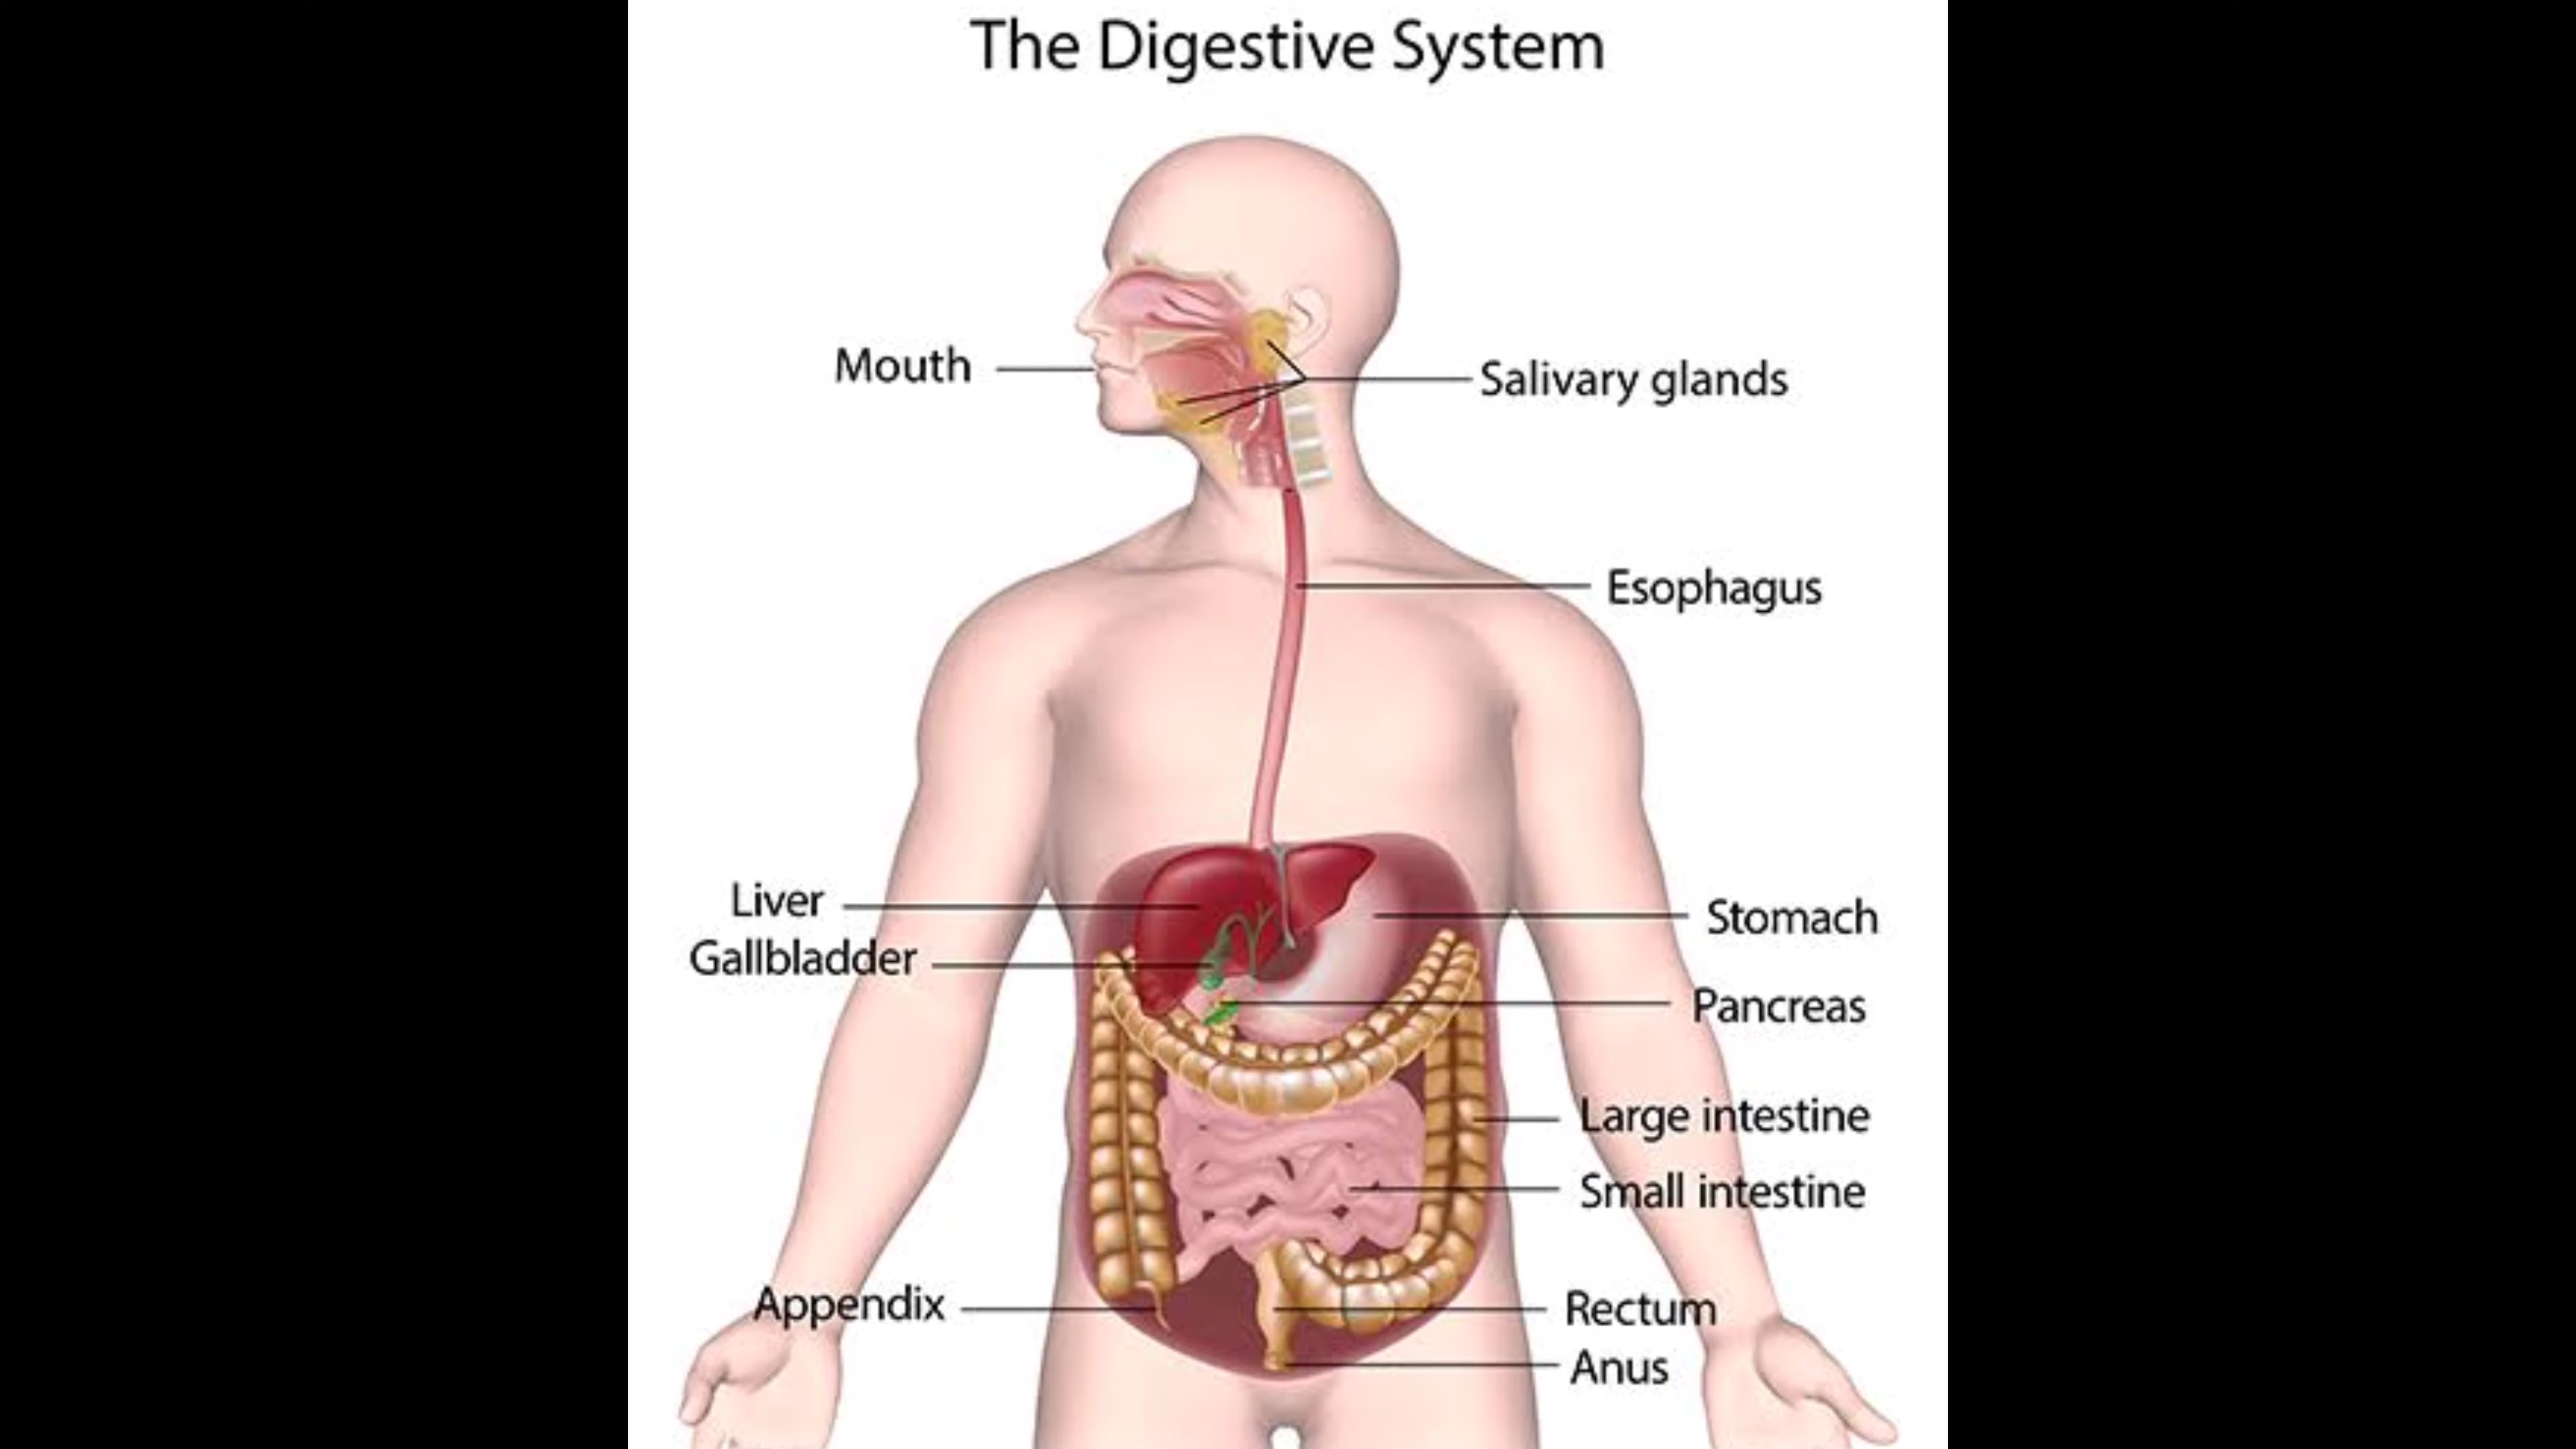 The Digestive System
Mouth
Salivary glands
Esophagus
Liver
Stomach
Gallbladder
Pancreas
Large intestine
Small intestine
Appendix
Rectum
Anus